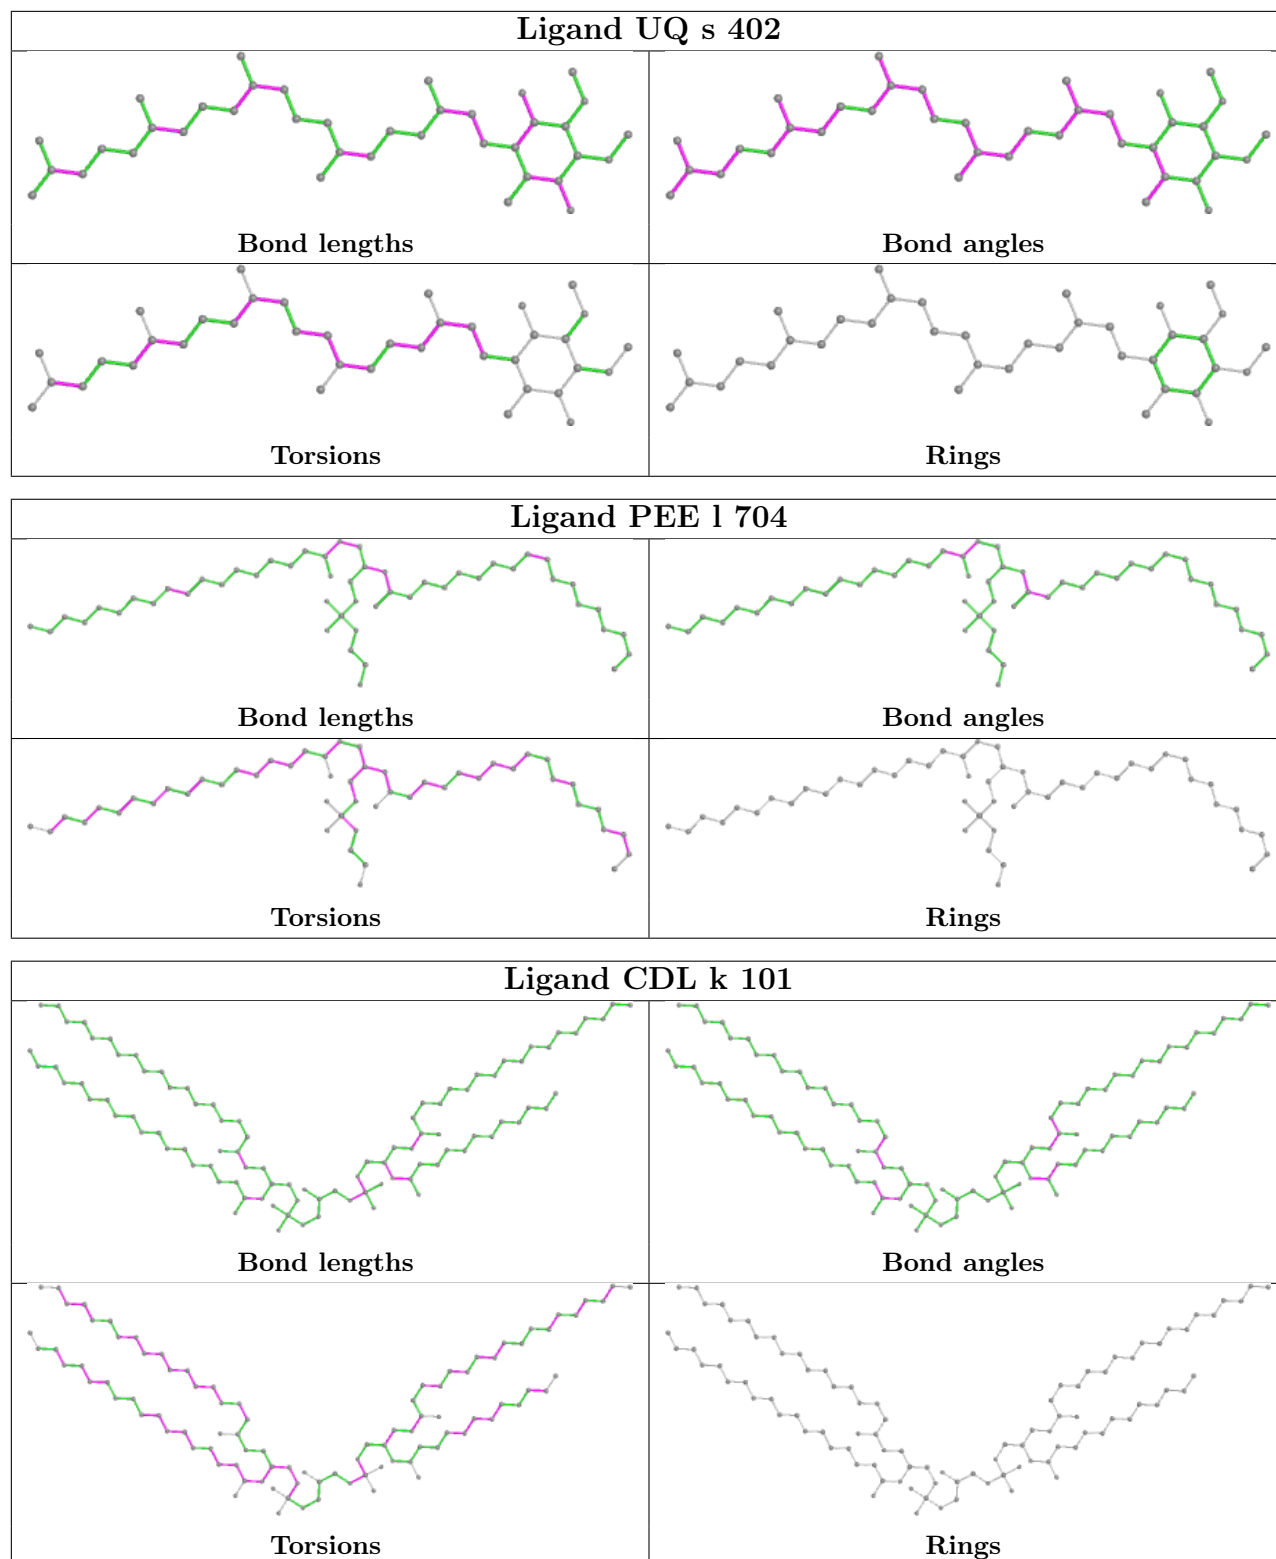 Ligand UQ s 402
Bond lengths
Bond angles
Torsions
Rings
Ligand PEE l 704
Bond lengths
Bond angles
Torsions
Rings
Ligand CDL k 101
Bond lengths
Bond angles
Torsions
Rings